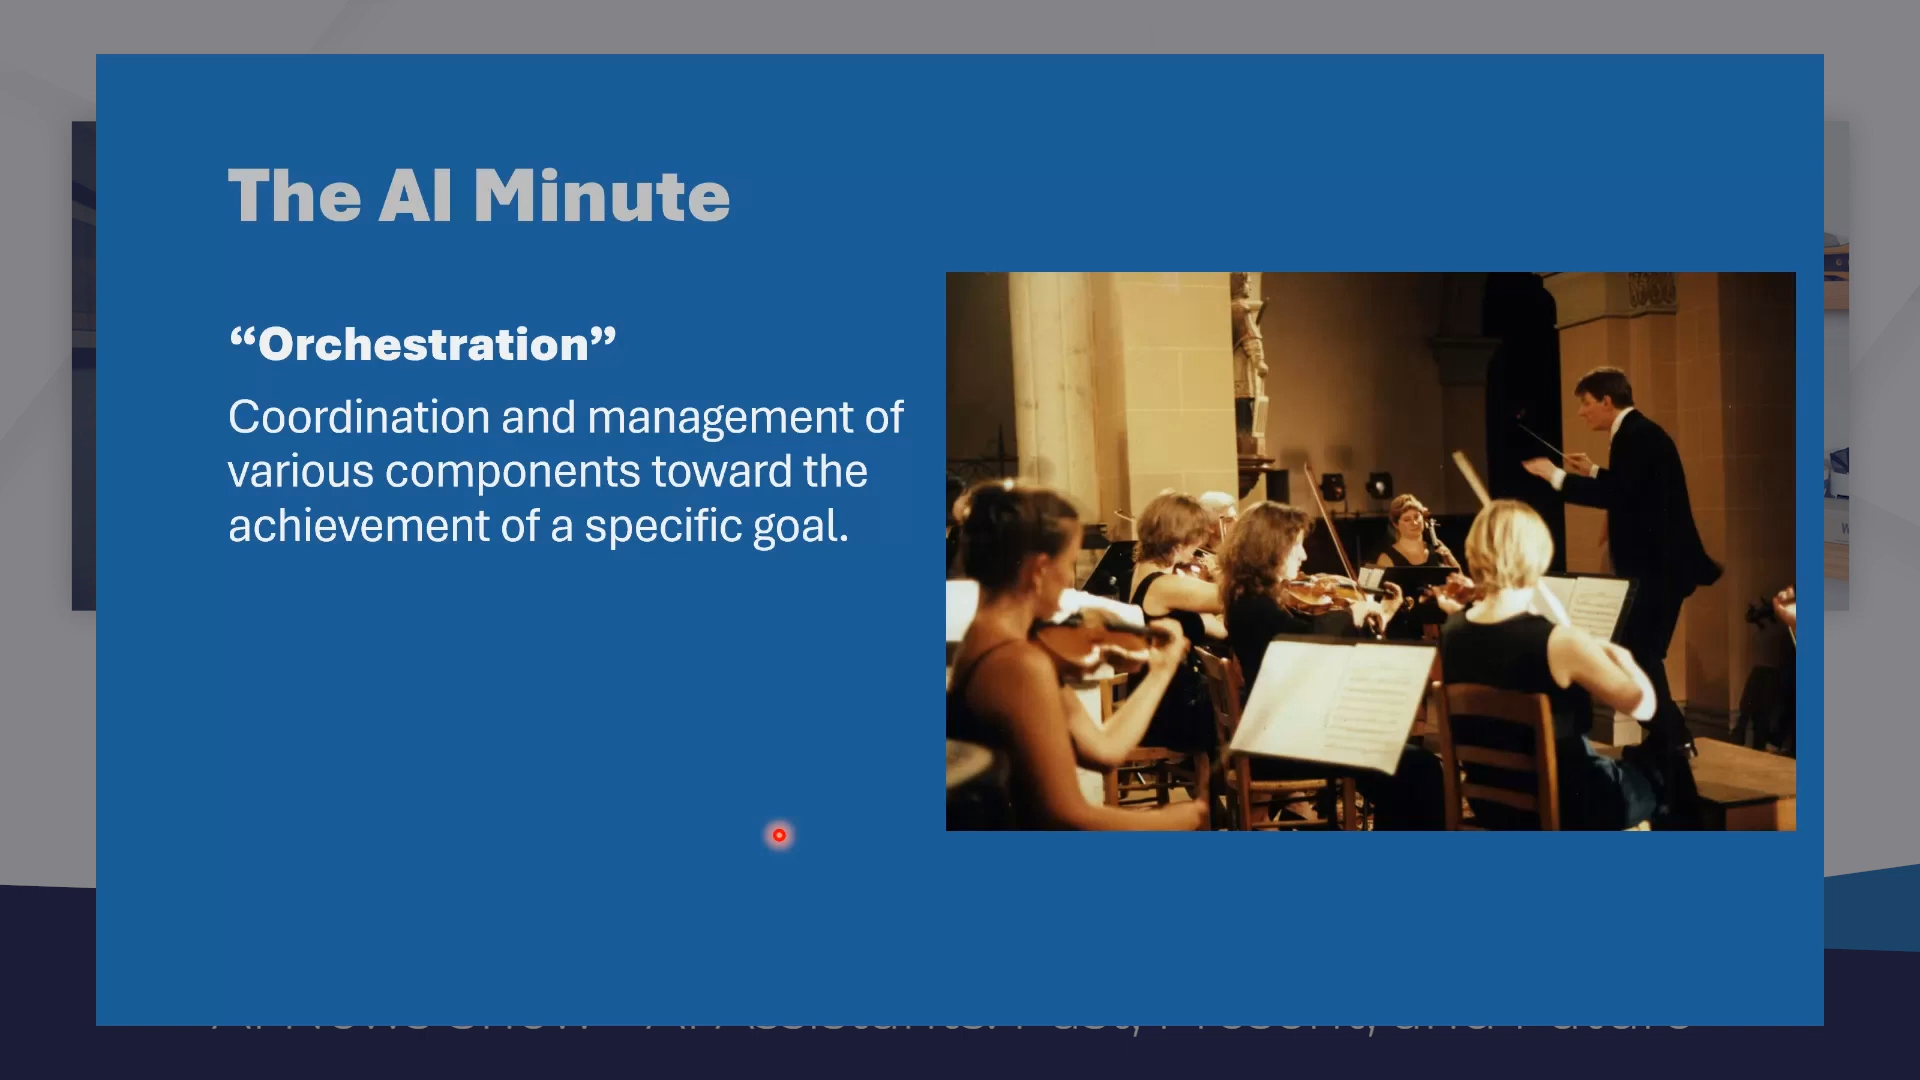 The AI Minute
“Orchestration”
Coordination and management of
various components toward the
achievement of a specific goal.